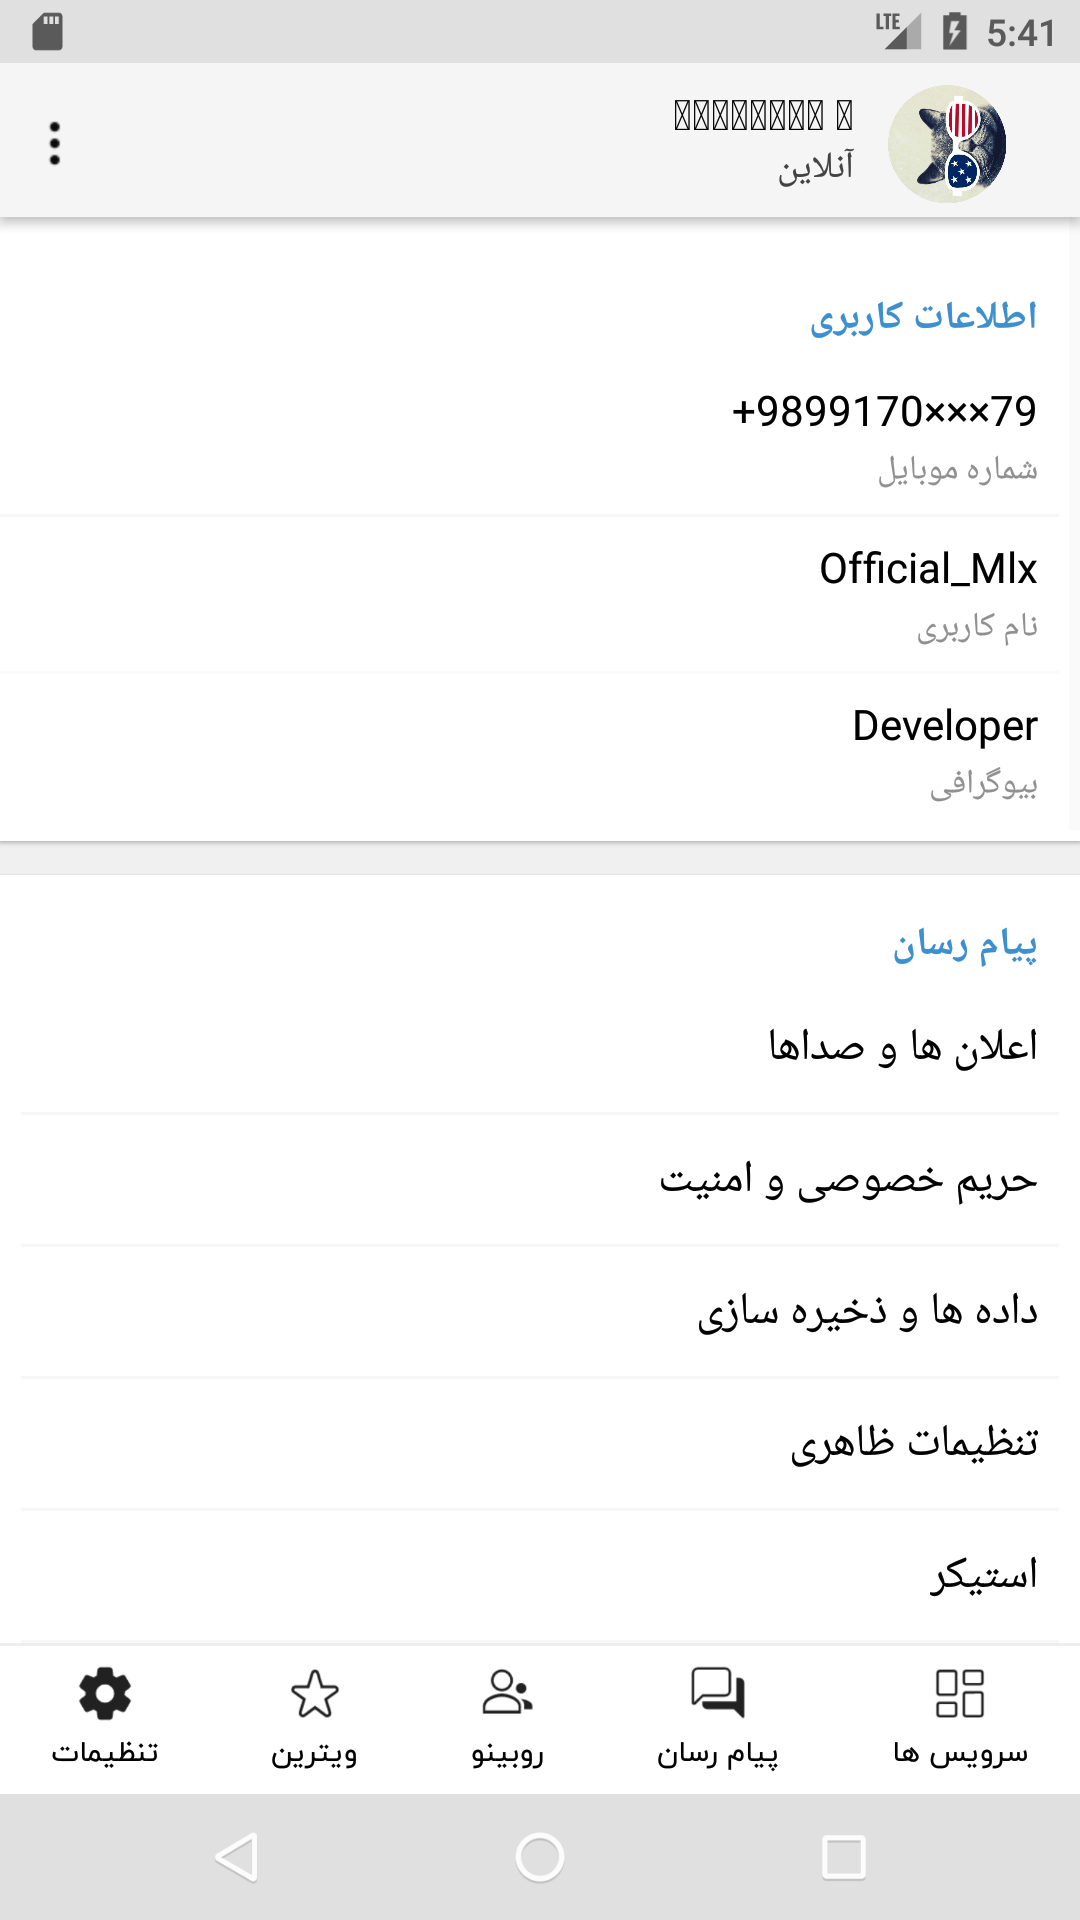 LTE 5:41
آنلاین
اطلاعات کاربری
+9899170×××79
شماره موبایل
Official_Mlx
نام کاربری
Developer
بیوگرافی
پیام رسان
اعلان ها و صداها
حریم خصوصی و امنیت
داده ها و ذخیره سازی
تنظیمات ظاهری
استیکر
سرویس ها
پیام رسان
روبینو
ویترین
تنظیمات